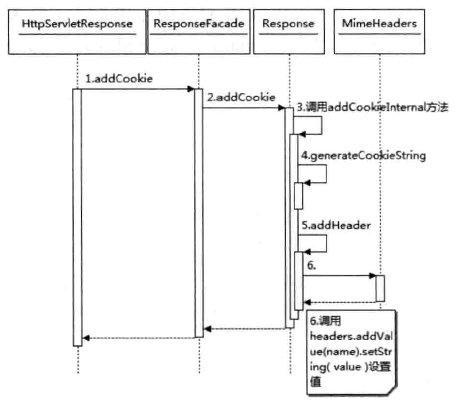 HttpServletResponse
ResponseFacade
Response
MimeHeaders
1.addCookie
2.addCookie
3.调用addCookieInternal方法
4.generateCookieString
5.addHeader
6.
6.调用
headers.addVal
ue(name).setStr
ing( value )设置
值